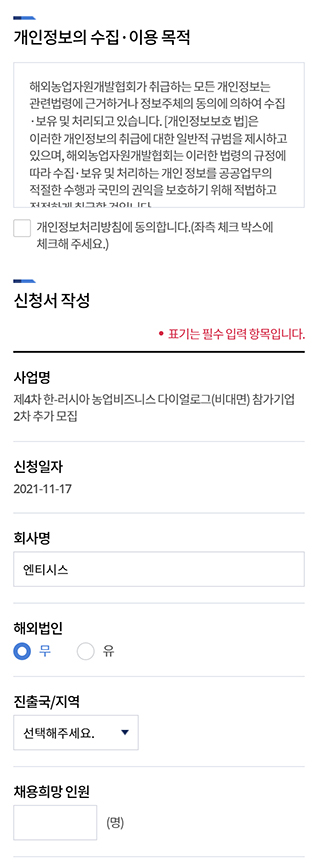 개인정보의 수집·이용 목적
해외농업자원개발협회가 취급하는 모든 개인정보는
관련법령에 근거하거나 정보주체의 동의에 의하여 수집
·보유 및 처리되고 있습니다. [개인정보보호 법]은
이러한 개인정보의 취급에 대한 일반적 규범을 제시하고
있으며, 해외농업자원개발협회는 이러한 법령의 규정에
따라 수집·보유 및 처리하는 개인 정보를 공공업무의
적절한 수행과 국민의 권익을 보호하기 위해 적법하고
적정하게 취급할 것입니다.
개인정보처리방침에 동의합니다.(좌측 체크 박스에
체크해 주세요.)
신청서 작성
• 표기는 필수 입력 항목입니다.
사업명
제4차 한-러시아 농업비즈니스 다이얼로그(비대면) 참가기업
2차 추가 모집
신청일자
2021-11-17
회사명
엔티시스
해외법인
무 유
진출국/지역
선택해주세요.
채용희망 인원
(명)